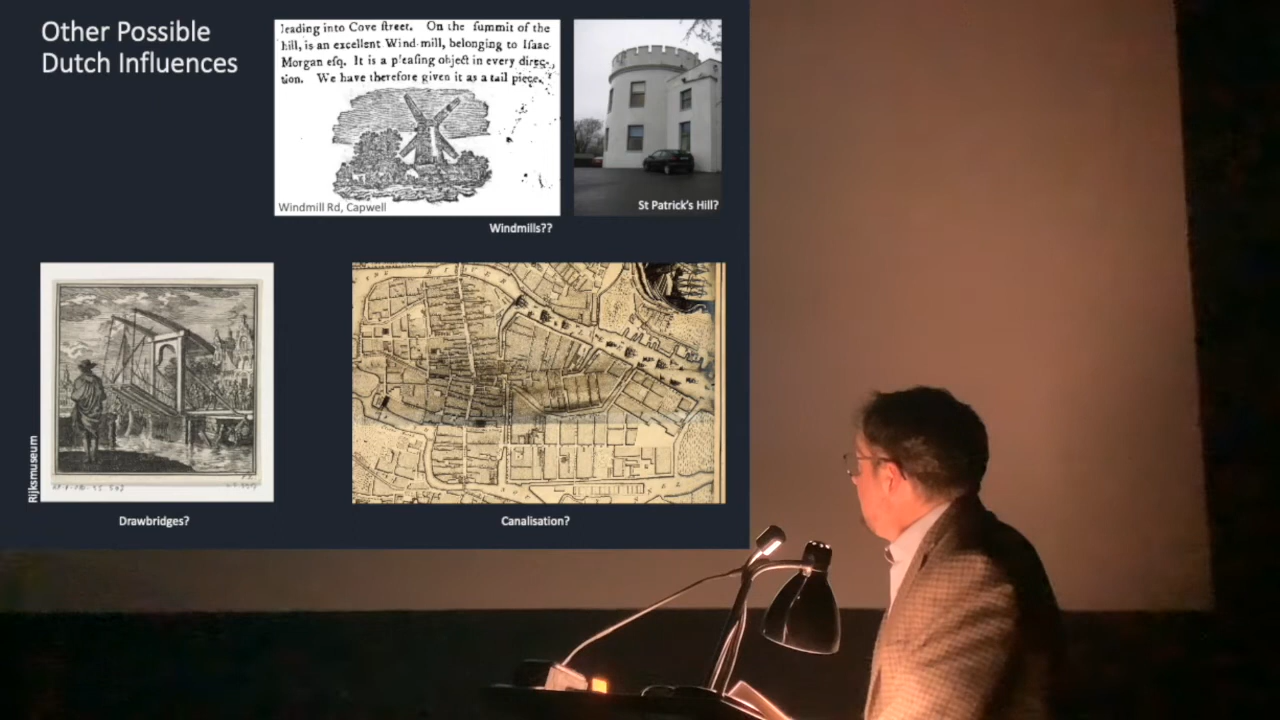 Other Possible
Dutch Influences
leading into Cove ſtreet. On the ſummit of the
hill, is an excellent Wind-mill, belonging to Iſaac
Morgan eſq. It is a pleaſing object in every direc-
tion. We have therefore given it as a tail piece.
Windmill Rd, Capwell
St Patrick's Hill?
Windmills??
Rijksmuseum
Drawbridges?
Canalisation?